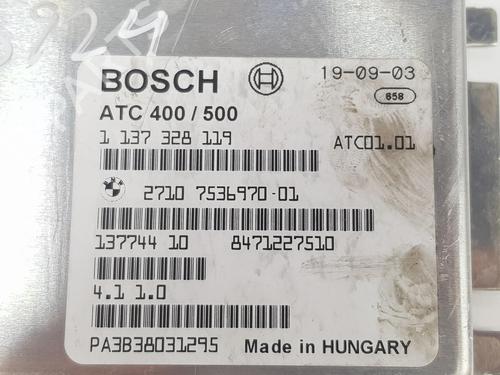 BOSCH 19-09-03
658
ATC 400 / 500
1 137 328 119 ATC01.01
2710 7536970-01
137744 10 8471227510
4.1 1.0
PA3B38031295 Made in HUNGARY